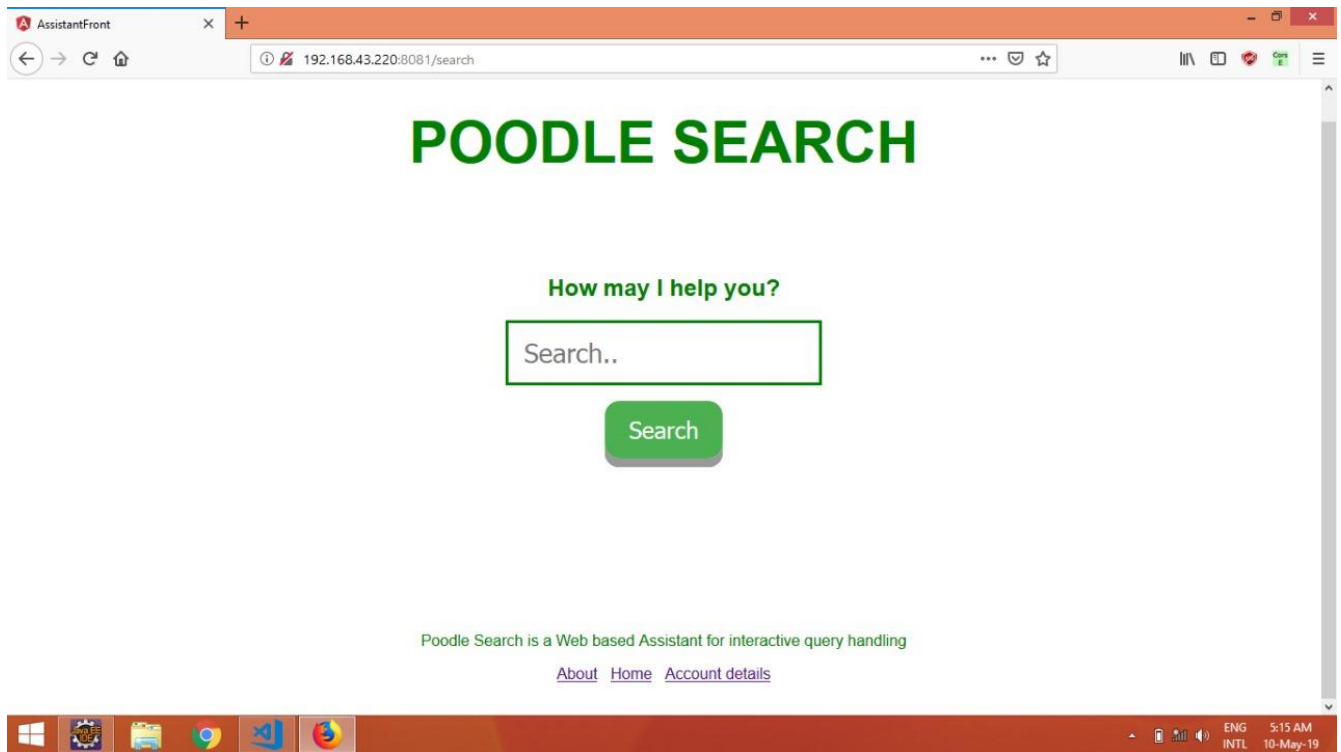 AssistantFront
192.168.43.220:8081/search
POODLE SEARCH
How may I help you?
Search..
Search
Poodle Search is a Web based Assistant for interactive query handling
About Home Account details
ENG 5:15 AM
INTL 10-May-19